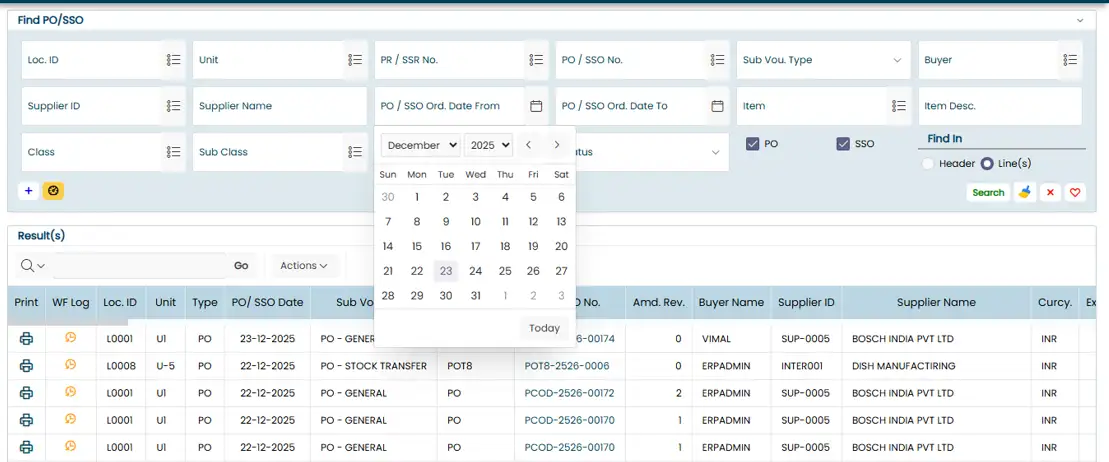 Find PO/SSO
Loc. ID Unit PR / SSR No. PO / SSO No. Sub Vou. Type Buyer
Supplier ID Supplier Name PO / SSO Ord. Date From PO / SSO Ord. Date To Item Item Desc.
Class Sub Class PO SSO Find In
Header Line(s)
December 2025
Sun Mon Tue Wed Thu Fri Sat
30 1 2 3 4 5 6
7 8 9 10 11 12 13
14 15 16 17 18 19 20
21 22 23 24 25 26 27
28 29 30 31 1 2 3
Today
+ Search
Result(s)
Go Actions
Print WF Log Loc. ID Unit Type PO/ SSO Date Sub Vo O No. Amd. Rev. Buyer Name Supplier ID Supplier Name Curcy. Ex
L0001 U1 PO 23-12-2025 PO - GENER -2526-00174 0 VIMAL SUP-0005 BOSCH INDIA PVT LTD INR
L0008 U-5 PO 22-12-2025 PO - STOCK TRANSFER POT8 POT8-2526-0006 0 ERPADMIN INTER001 DISH MANUFACTIRING INR
L0001 U1 PO 22-12-2025 PO - GENERAL PO PCOD-2526-00172 2 ERPADMIN SUP-0005 BOSCH INDIA PVT LTD INR
L0001 U1 PO 22-12-2025 PO - GENERAL PO PCOD-2526-00170 1 ERPADMIN SUP-0005 BOSCH INDIA PVT LTD INR
L0001 U1 PO 22-12-2025 PO - GENERAL PO PCOD-2526-00170 1 ERPADMIN SUP-0005 BOSCH INDIA PVT LTD INR